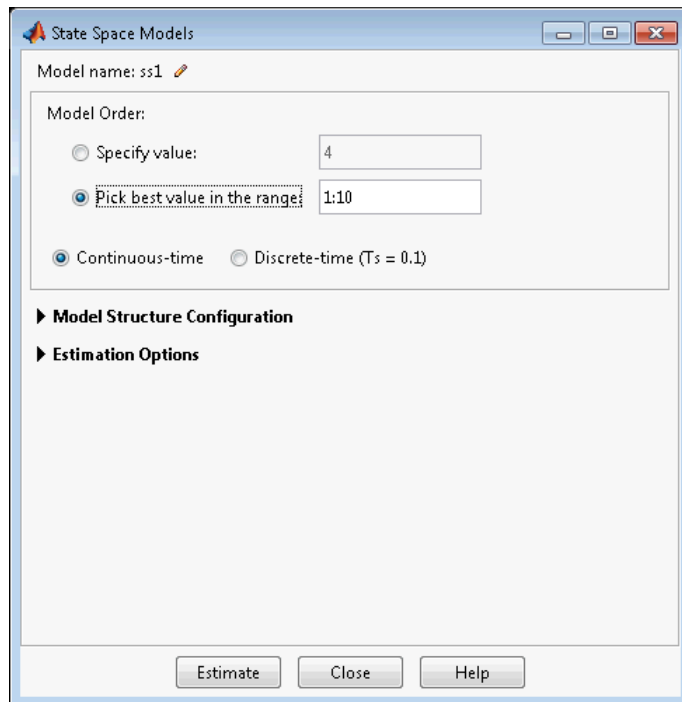 State Space Models
Model name: ss1
Model Order:
Specify value: 4
Pick best value in the range: 1:10
Continuous-time Discrete-time (Ts = 0.1)
Model Structure Configuration
Estimation Options
Estimate Close Help